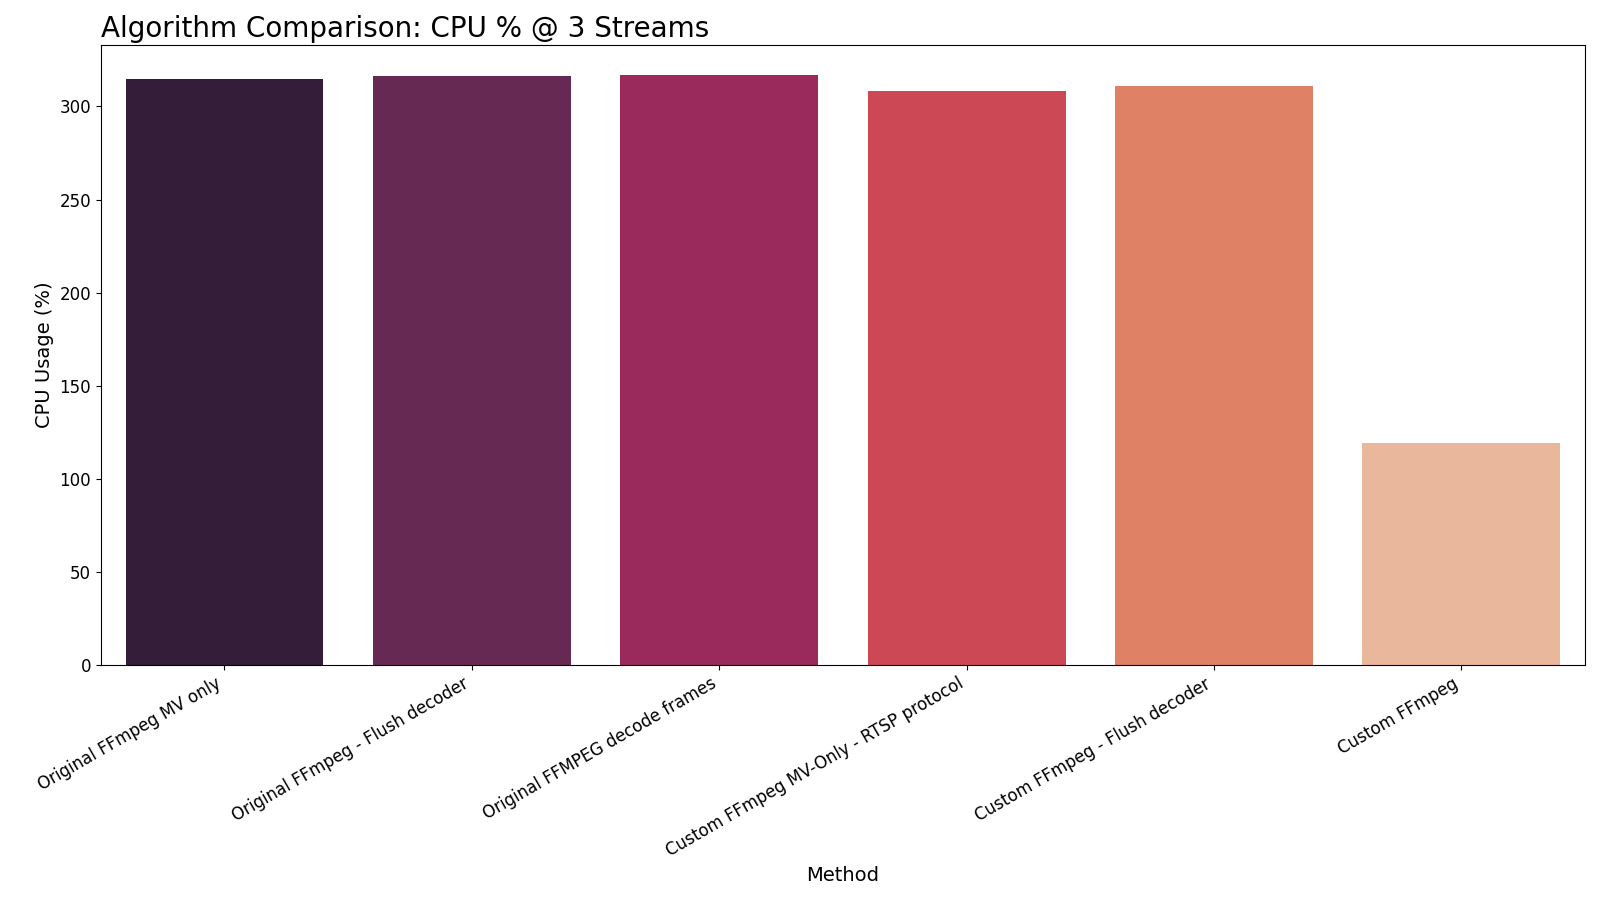 Algorithm Comparison: CPU % @ 3 Streams
CPU Usage (%)
300
250
200
150
100
50
0
Original FFmpeg MV only
Original FFmpeg - Flush decoder
Original FFMPEG decode frames
Custom FFmpeg MV-Only - RTSP protocol
Custom FFmpeg - Flush decoder
Custom FFmpeg
Method